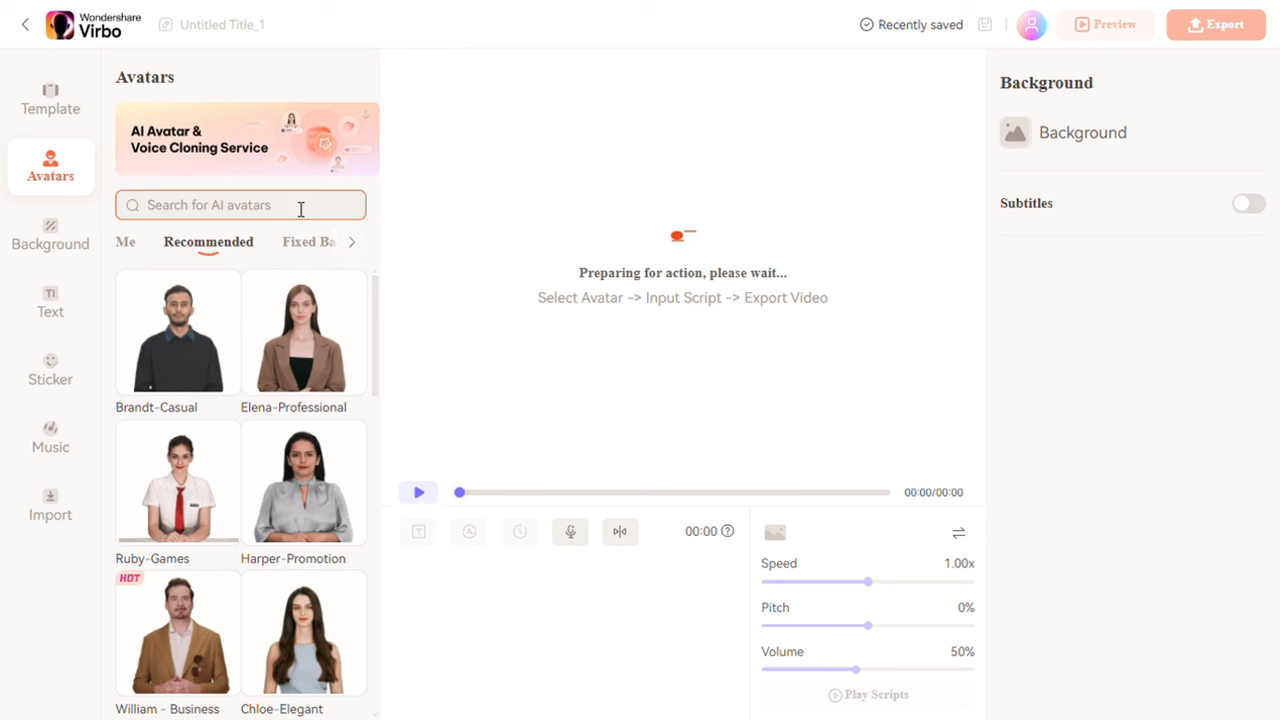 Wondershare
Virbo
Untitled Title_1
Recently saved
Preview
Export
Template
Avatars
Background
Text
Sticker
Music
Import
Avatars
AI Avatar &
Voice Cloning Service
Search for AI avatars
Me
Recommended
Fixed Ba
Brandt-Casual
Elena-Professional
Ruby-Games
Harper-Promotion
HOT
William - Business
Chloe-Elegant
Preparing for action, please wait...
Select Avatar -> Input Script -> Export Video
00:00/00:00
00:00
Speed
1.00x
Pitch
0%
Volume
50%
Play Scripts
Background
Background
Subtitles